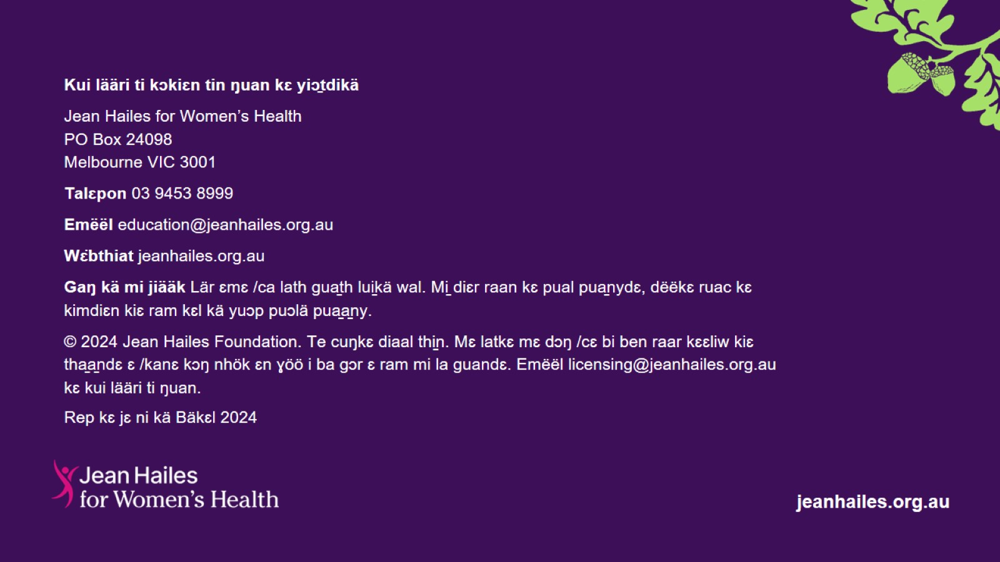 Kui lääri ti kɔkiɛn tin ŋuan kɛ yiɔṯdikä
Jean Hailes for Women’s Health
PO Box 24098
Melbourne VIC 3001
Talɛpon 03 9453 8999
Emëël education@jeanhailes.org.au
Wɛ̈bthiat jeanhailes.org.au
Gaŋ kä mi jiääk Lär ɛmɛ /ca lath guaṯh lui̱kä wal. Mi̱ diɛr raan kɛ pual pua̱nydɛ, dëëkɛ ruac kɛ
kimdiɛn kiɛ ram kɛl kä yuɔp puɔlä pua̱a̱ny.
© 2024 Jean Hailes Foundation. Te cuŋkɛ diaal thi̱n. Mɛ latkɛ mɛ dɔŋ /cɛ bi ben raar kɛɛliw kiɛ
tha̱a̱ndɛ ɛ /kanɛ kɔŋ nhök ɛn ɣöö i ba gɔr ɛ ram mi la guandɛ. Emëël licensing@jeanhailes.org.au
kɛ kui lääri ti ŋuan.
Rep kɛ jɛ ni kä Bäkɛl 2024
Jean Hailes
for Women’s Health
jeanhailes.org.au